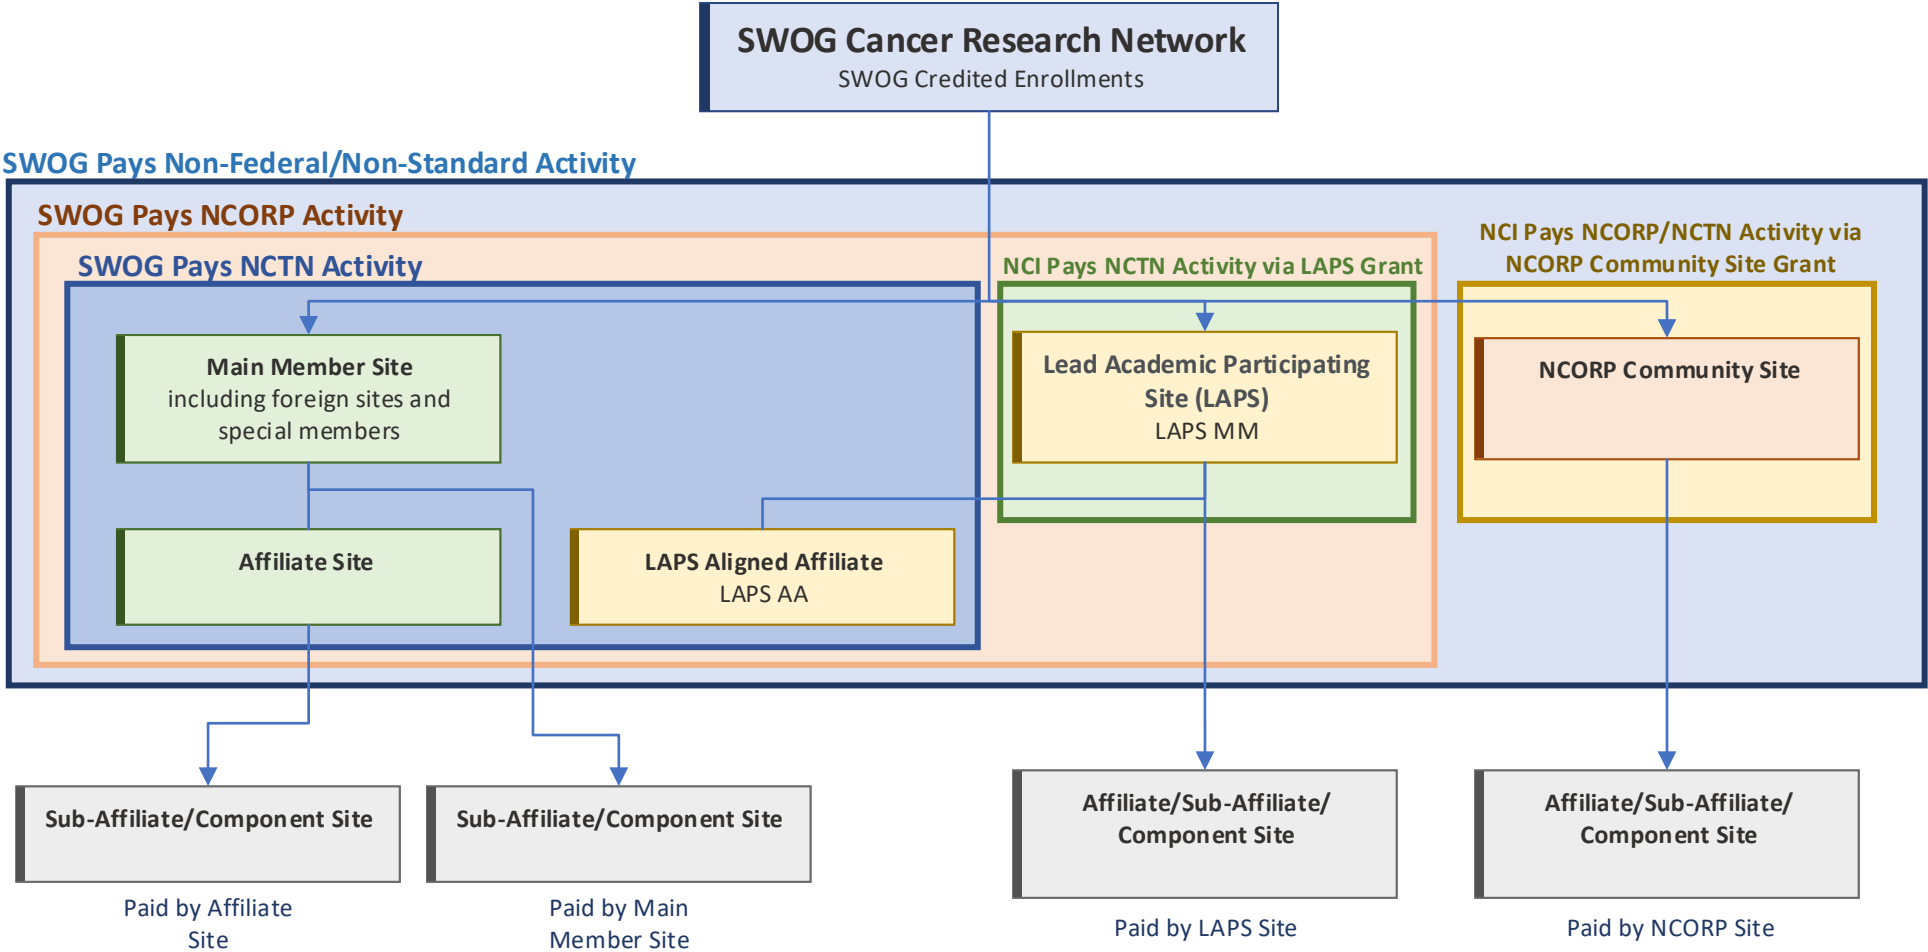 SWOG Cancer Research Network
SWOG Credited Enrollments
SWOG Pays Non-Federal/Non-Standard Activity
SWOG Pays NCORP Activity
SWOG Pays NCTN Activity
NCI Pays NCTN Activity via LAPS Grant
NCI Pays NCORP/NCTN Activity via
NCORP Community Site Grant
Main Member Site
including foreign sites and
special members
Lead Academic Participating
Site (LAPS)
LAPS MM
NCORP Community Site
Affiliate Site
LAPS Aligned Affiliate
LAPS AA
Sub-Affiliate/Component Site
Paid by Affiliate
Site
Sub-Affiliate/Component Site
Paid by Main
Member Site
Affiliate/Sub-Affiliate/
Component Site
Paid by LAPS Site
Affiliate/Sub-Affiliate/
Component Site
Paid by NCORP Site